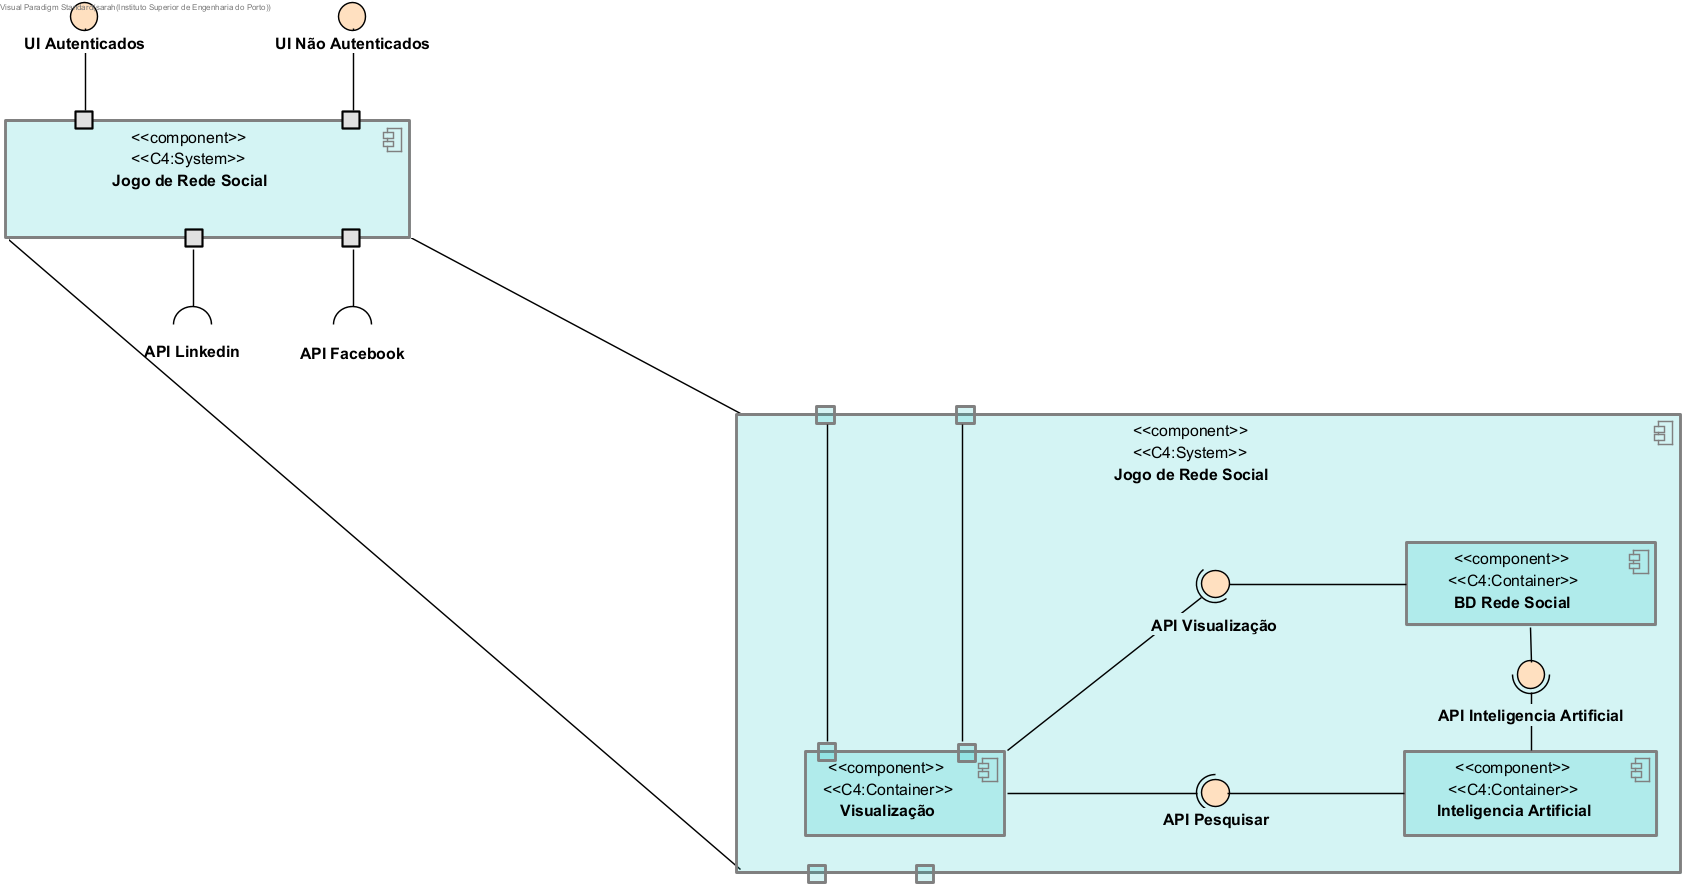 Visual Paradigm Standard(sarah(Instituto Superior de Engenharia do Porto))
UI Autenticados
UI Não Autenticados
<<component>>
<<C4:System>>
Jogo de Rede Social
API Linkedin
API Facebook
<<component>>
<<C4:System>>
Jogo de Rede Social
<<component>>
<<C4:Container>>
BD Rede Social
API Visualização
API Inteligencia Artificial
<<component>>
<<C4:Container>>
Visualização
API Pesquisar
<<component>>
<<C4:Container>>
Inteligencia Artificial